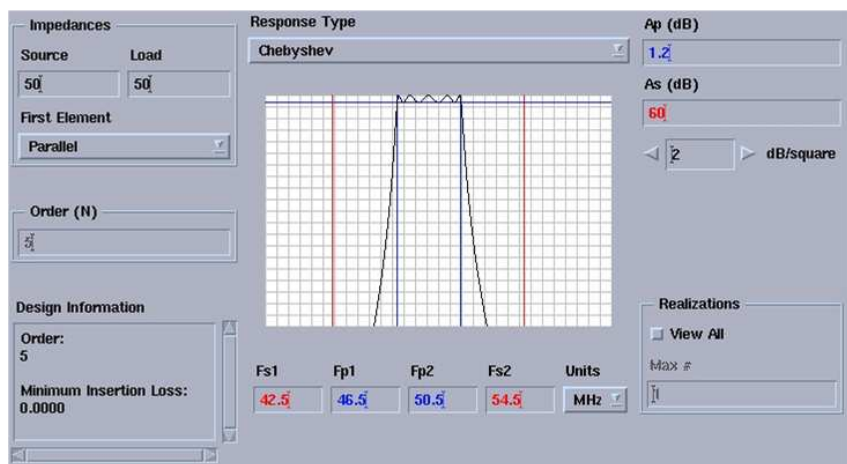 Impedances
Source Load
50 50
First Element
Parallel
Order (N)
5
Design Information
Order:
5
Minimum Insertion Loss:
0.0000
Response Type
Chebyshev
Fs1 Fp1 Fp2 Fs2 Units
42.5 46.5 50.5 54.5 MHz
Ap (dB)
1.2
As (dB)
60
2 dB/square
Realizations
View All
Max #
1